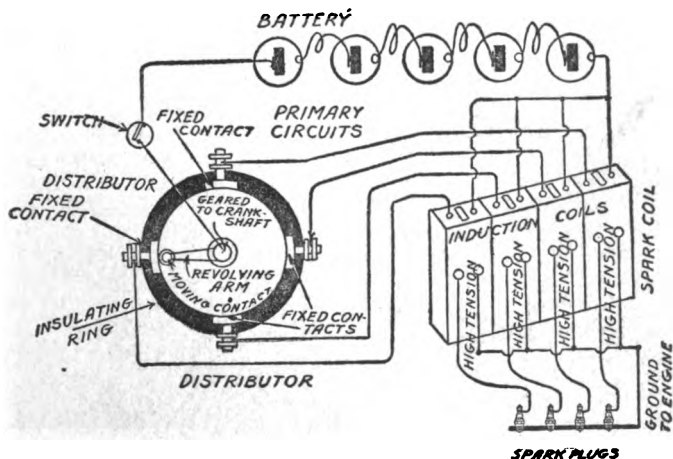 BATTERY
SWITCH
FIXED
CONTACT
PRIMARY
CIRCUITS
DISTRIBUTOR
FIXED
CONTACT
GEARED
TO CRANK-
SHAFT
REVOLVING
ARM
MOVING CONTACT
FIXED CON-
TACTS
INSULATING
RING
DISTRIBUTOR
INDUCTION COILS
SPARK COIL
HIGH TENSION
HIGH TENSION
HIGH TENSION
HIGH TENSION
GROUND
TO ENGINE
SPARK PLUGS